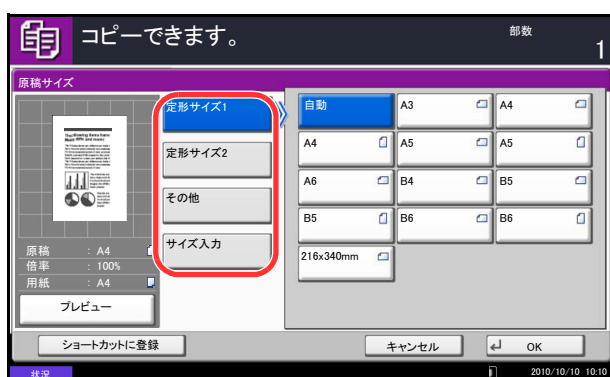 コピーできます。
部数
1
原稿サイズ
定形サイズ1
定形サイズ2
その他
サイズ入力
自動
A3
A4
A4
A5
A5
A6
B4
B5
B5
B6
B6
216x340mm
原稿 : A4
倍率 : 100%
用紙 : A4
プレビュー
ショートカットに登録
キャンセル
OK
状況
2010/10/10 10:10